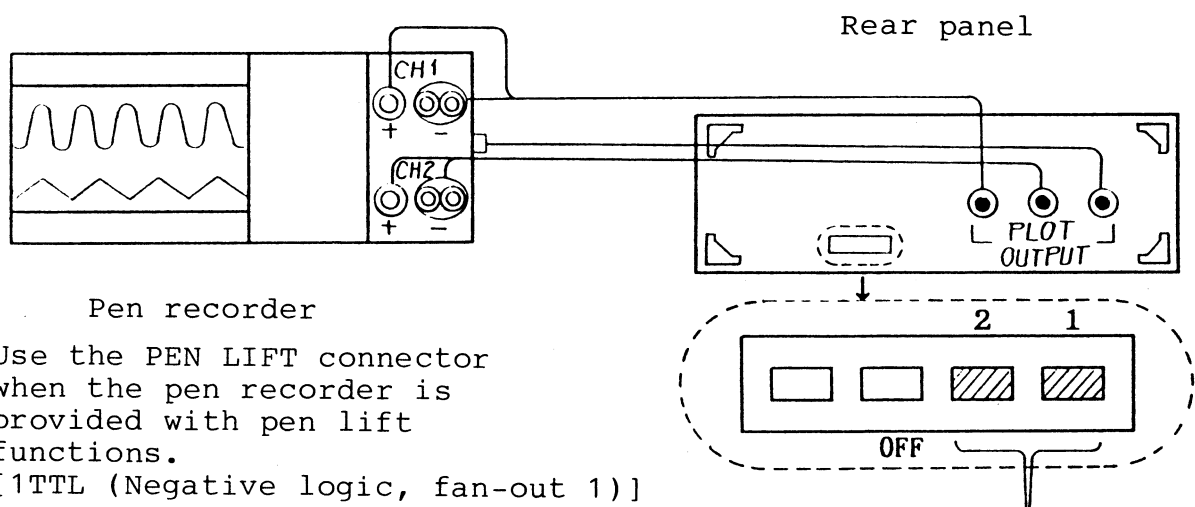 Rear panel
CH1
+ −
CH2
+ −
PLOT
OUTPUT
Pen recorder
Use the PEN LIFT connector
when the pen recorder is
provided with pen lift
functions.
[1TTL (Negative logic, fan-out 1)]
2 1
OFF